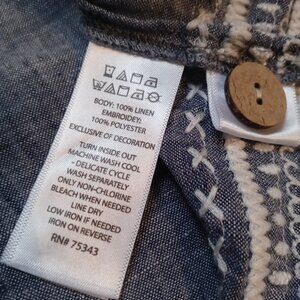 BODY: 100% LINEN
EMBROIDEY:
100% POLYESTER
EXCLUSIVE OF DECORATION
TURN INSIDE OUT
MACHINE WASH COOL
- DELICATE CYCLE
WASH SEPARATELY
ONLY NON-CHLORINE
BLEACH WHEN NEEDED
LINE DRY
LOW IRON IF NEEDED
IRON ON REVERSE
RN# 75343